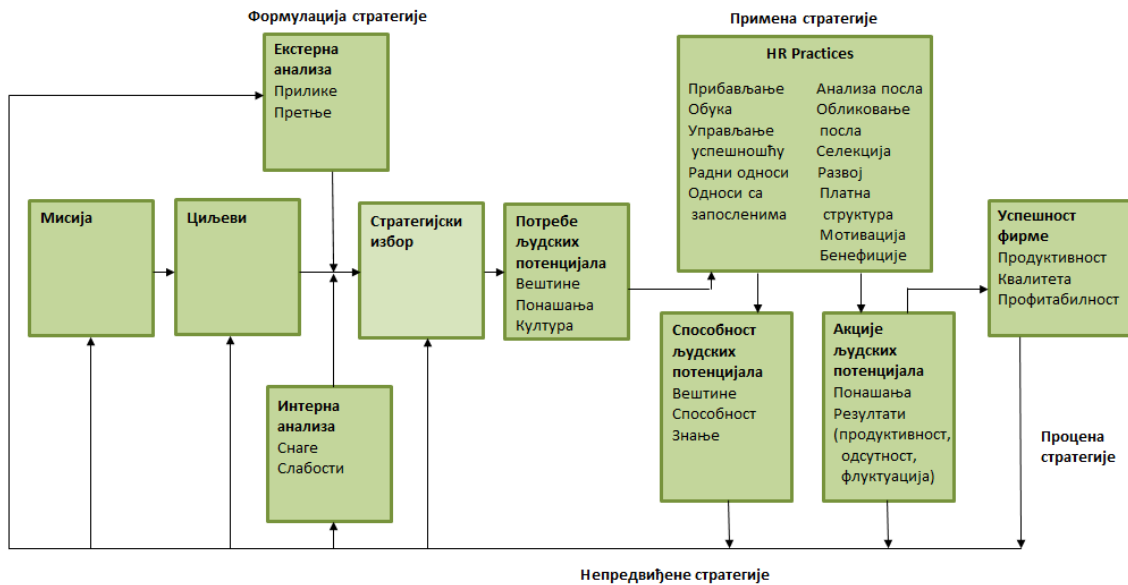 Формулација стратегије
Примена стратегије
Екстерна
анализа
Прилике
Претње
HR Practices
Прибављање
Обука
Управљање
успешношћу
Радни односи
Односи са
запосленима
Анализа посла
Обликовање
посла
Селекција
Развој
Платна
структура
Мотивација
Бенефиције
Мисија
Циљеви
Стратегијски
избор
Потребе
људских
потенцијала
Вештине
Понашања
Култура
Успешност
фирме
Продуктивност
Квалитета
Профитабилност
Интерна
анализа
Снаге
Слабости
Способност
људских
потенцијала
Вештине
Способност
Знање
Акције
људских
потенцијала
Понашања
Резултати
(продуктивност,
одсутност,
флуктуација)
Процена
стратегије
Непредвиђене стратегије